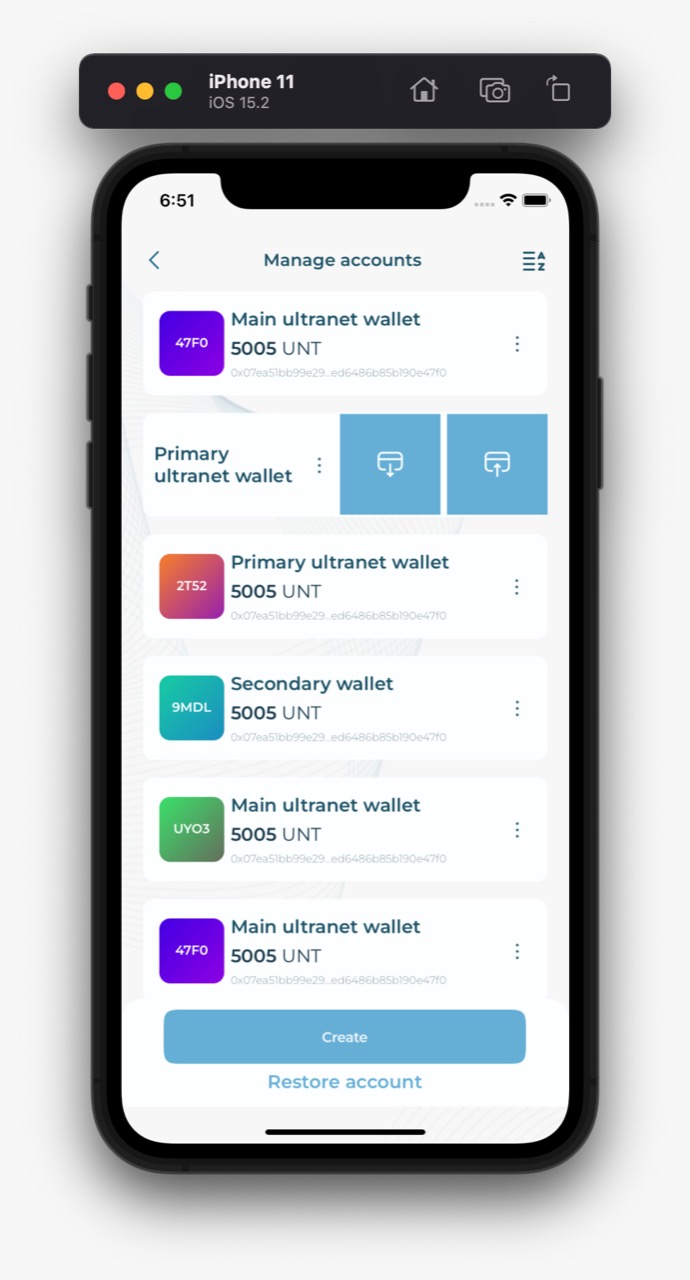 iPhone 11
iOS 15.2
6:51
Manage accounts
A
Z
47F0
Main ultranet wallet
5005 UNT
0x07ea51bb99e29...ed6486b85b190e47f0
Primary
ultranet wallet
2T52
Primary ultranet wallet
5005 UNT
0x07ea51bb99e29...ed6486b85b190e47f0
9MDL
Secondary wallet
5005 UNT
0x07ea51bb99e29...ed6486b85b190e47f0
UYO3
Main ultranet wallet
5005 UNT
0x07ea51bb99e29...ed6486b85b190e47f0
47F0
Main ultranet wallet
5005 UNT
0x07ea51bb99e29...ed6486b85b190e47f0
Create
Restore account